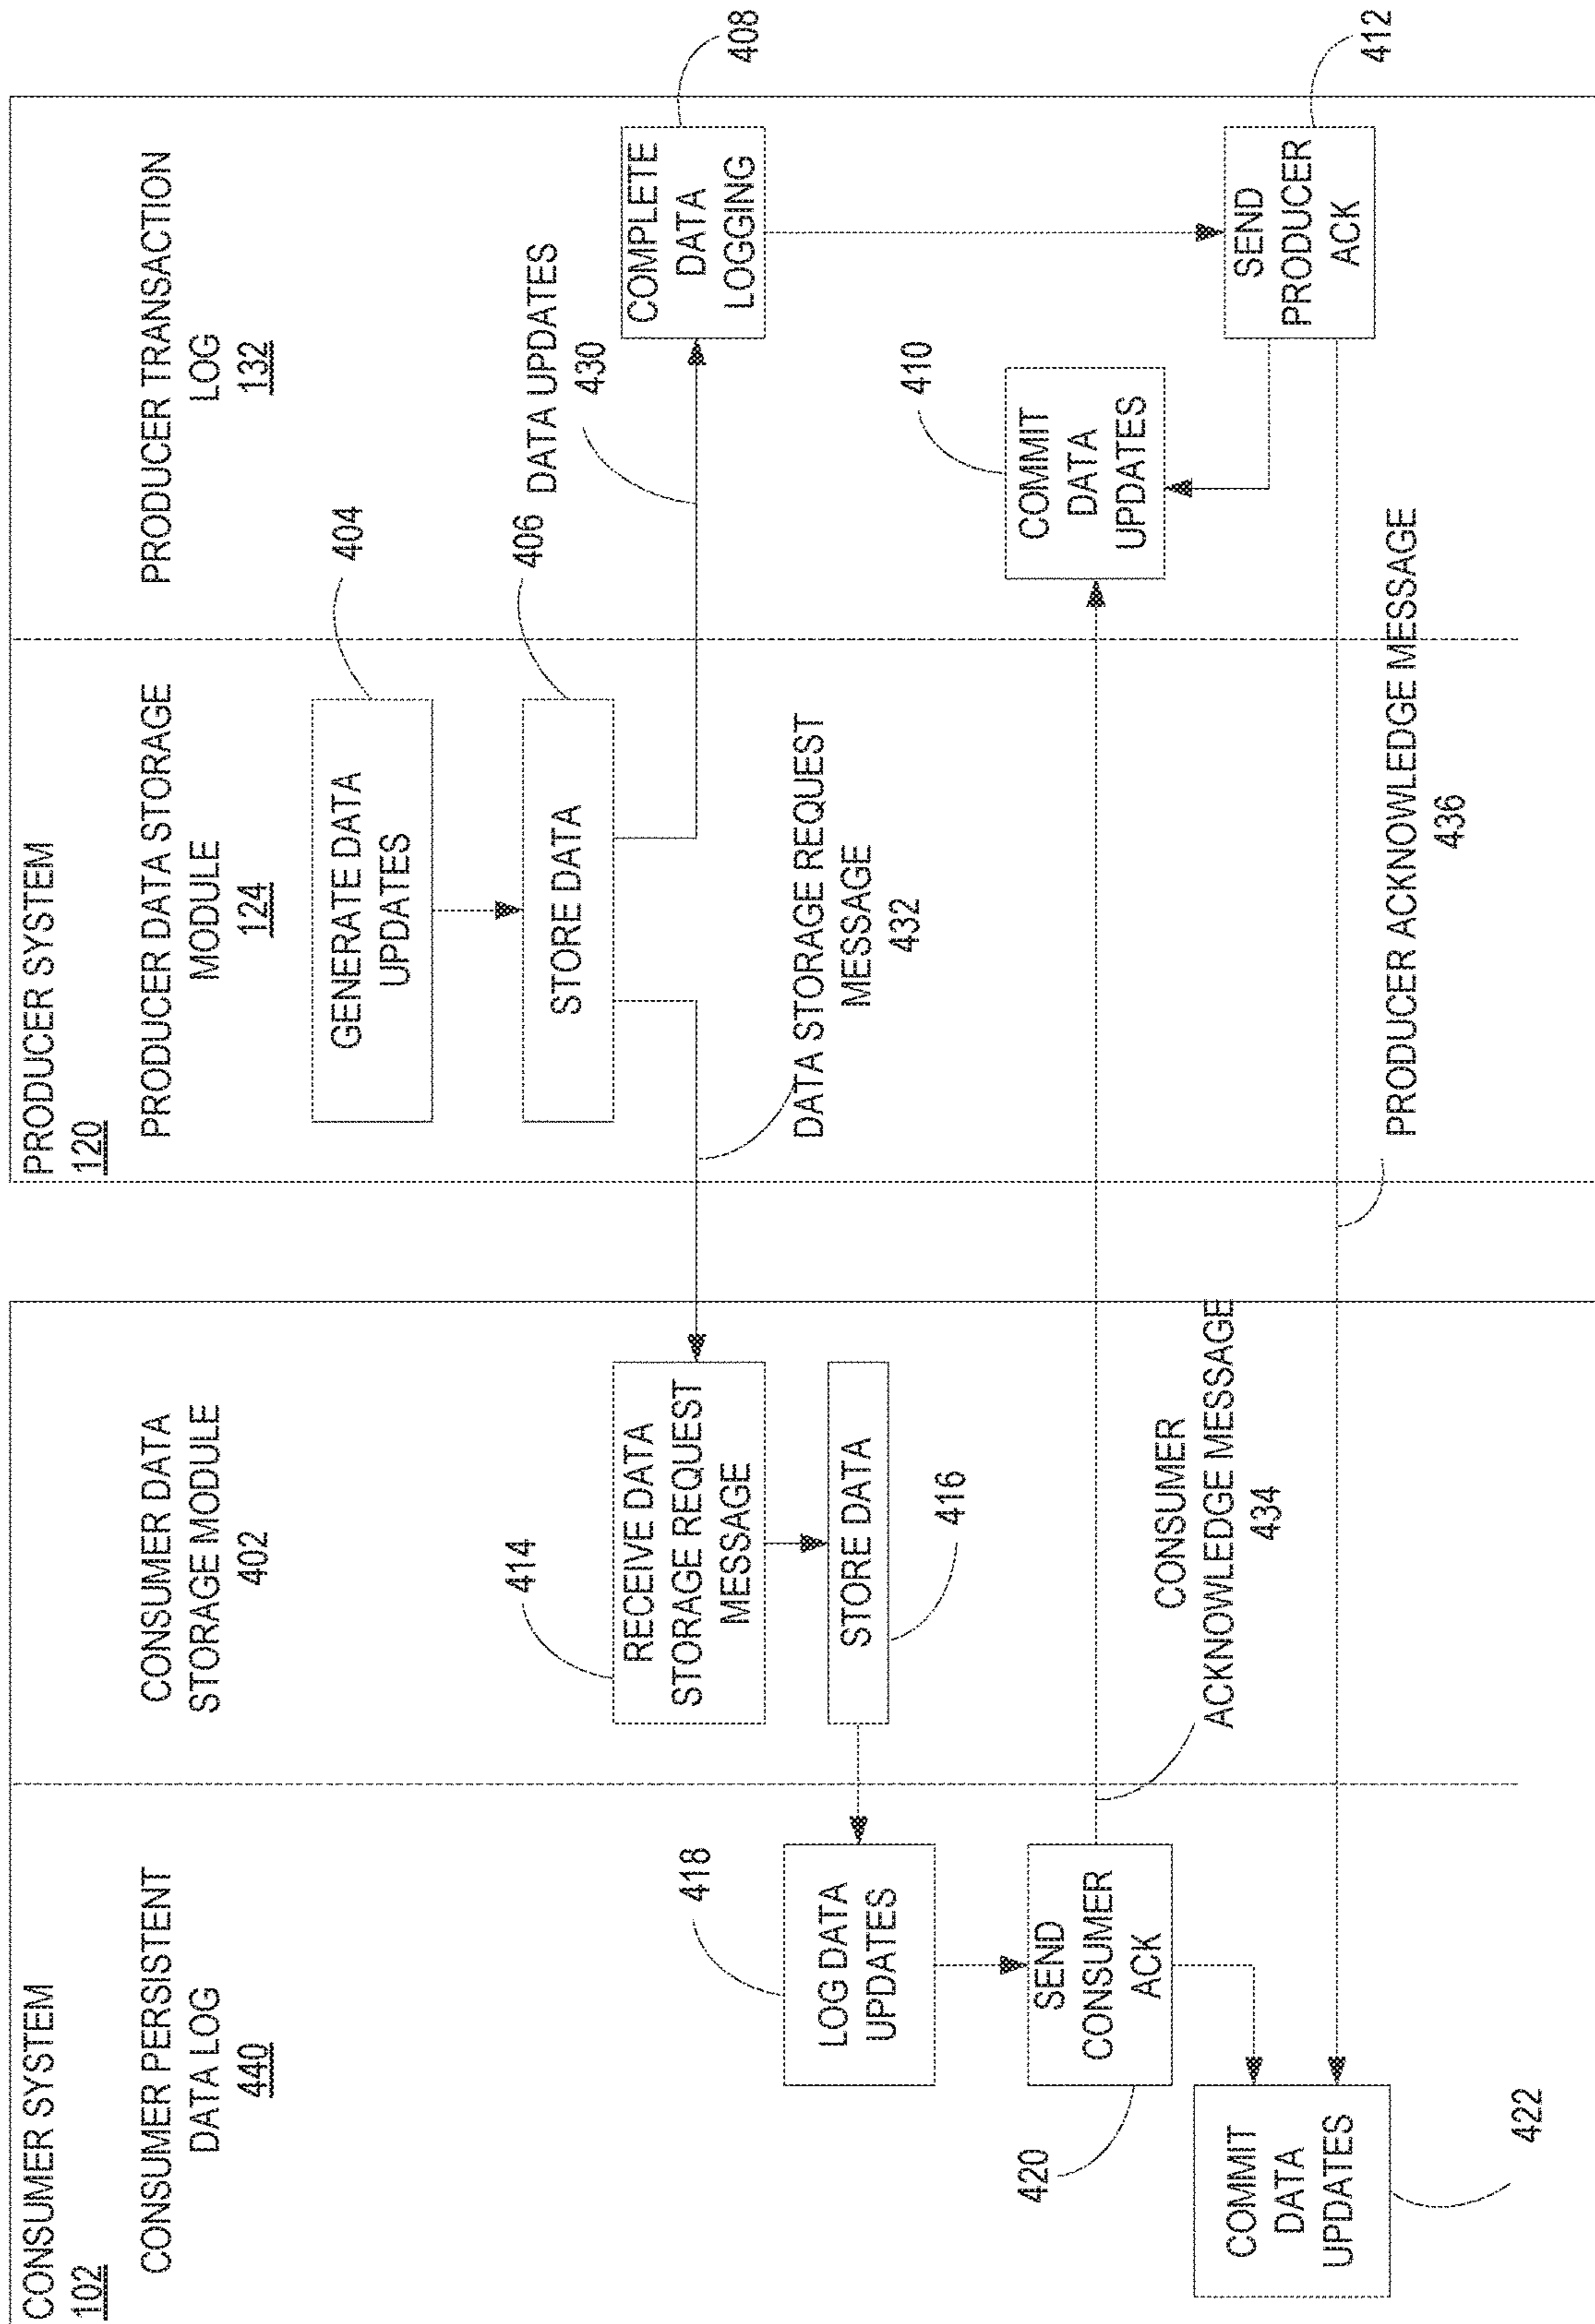 CONSUMER SYSTEM
102
CONSUMER PERSISTENT
DATA LOG
440
CONSUMER DATA
STORAGE MODULE
402
414
RECEIVE DATA
STORAGE REQUEST
MESSAGE
STORE DATA
416
418
LOG DATA
UPDATES
SEND
CONSUMER
ACK
420
COMMIT
DATA
UPDATES
422
CONSUMER
ACKNOWLEDGE MESSAGE
434
PRODUCER SYSTEM
120
PRODUCER DATA STORAGE
MODULE
124
PRODUCER TRANSACTION
LOG
132
404
GENERATE DATA
UPDATES
406
STORE DATA
DATA UPDATES
430
COMPLETE
DATA
LOGGING
408
DATA STORAGE REQUEST
MESSAGE
432
410
COMMIT
DATA
UPDATES
SEND
PRODUCER
ACK
412
PRODUCER ACKNOWLEDGE MESSAGE
436